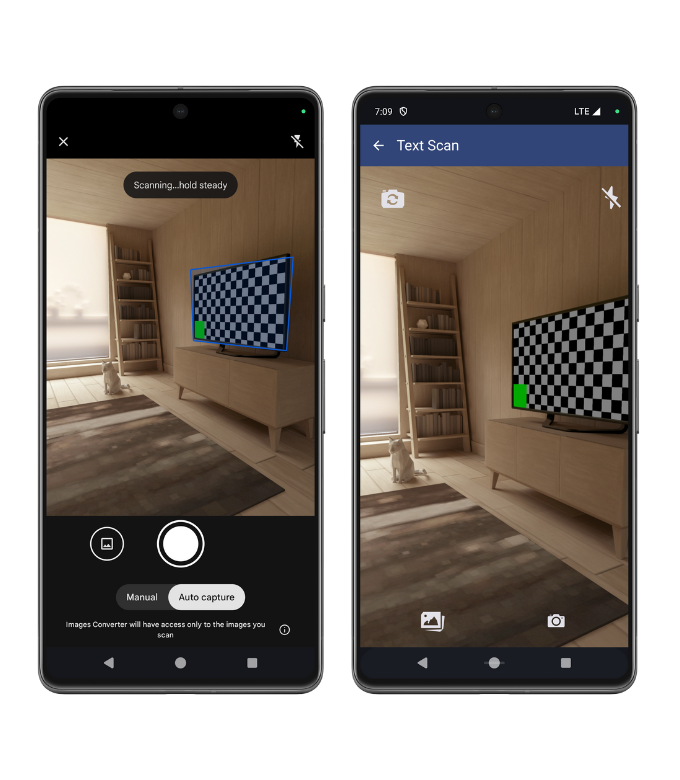 Scanning...hold steady
Manual
Auto capture
Images Converter will have access only to the images you
scan
7:09
LTE
Text Scan